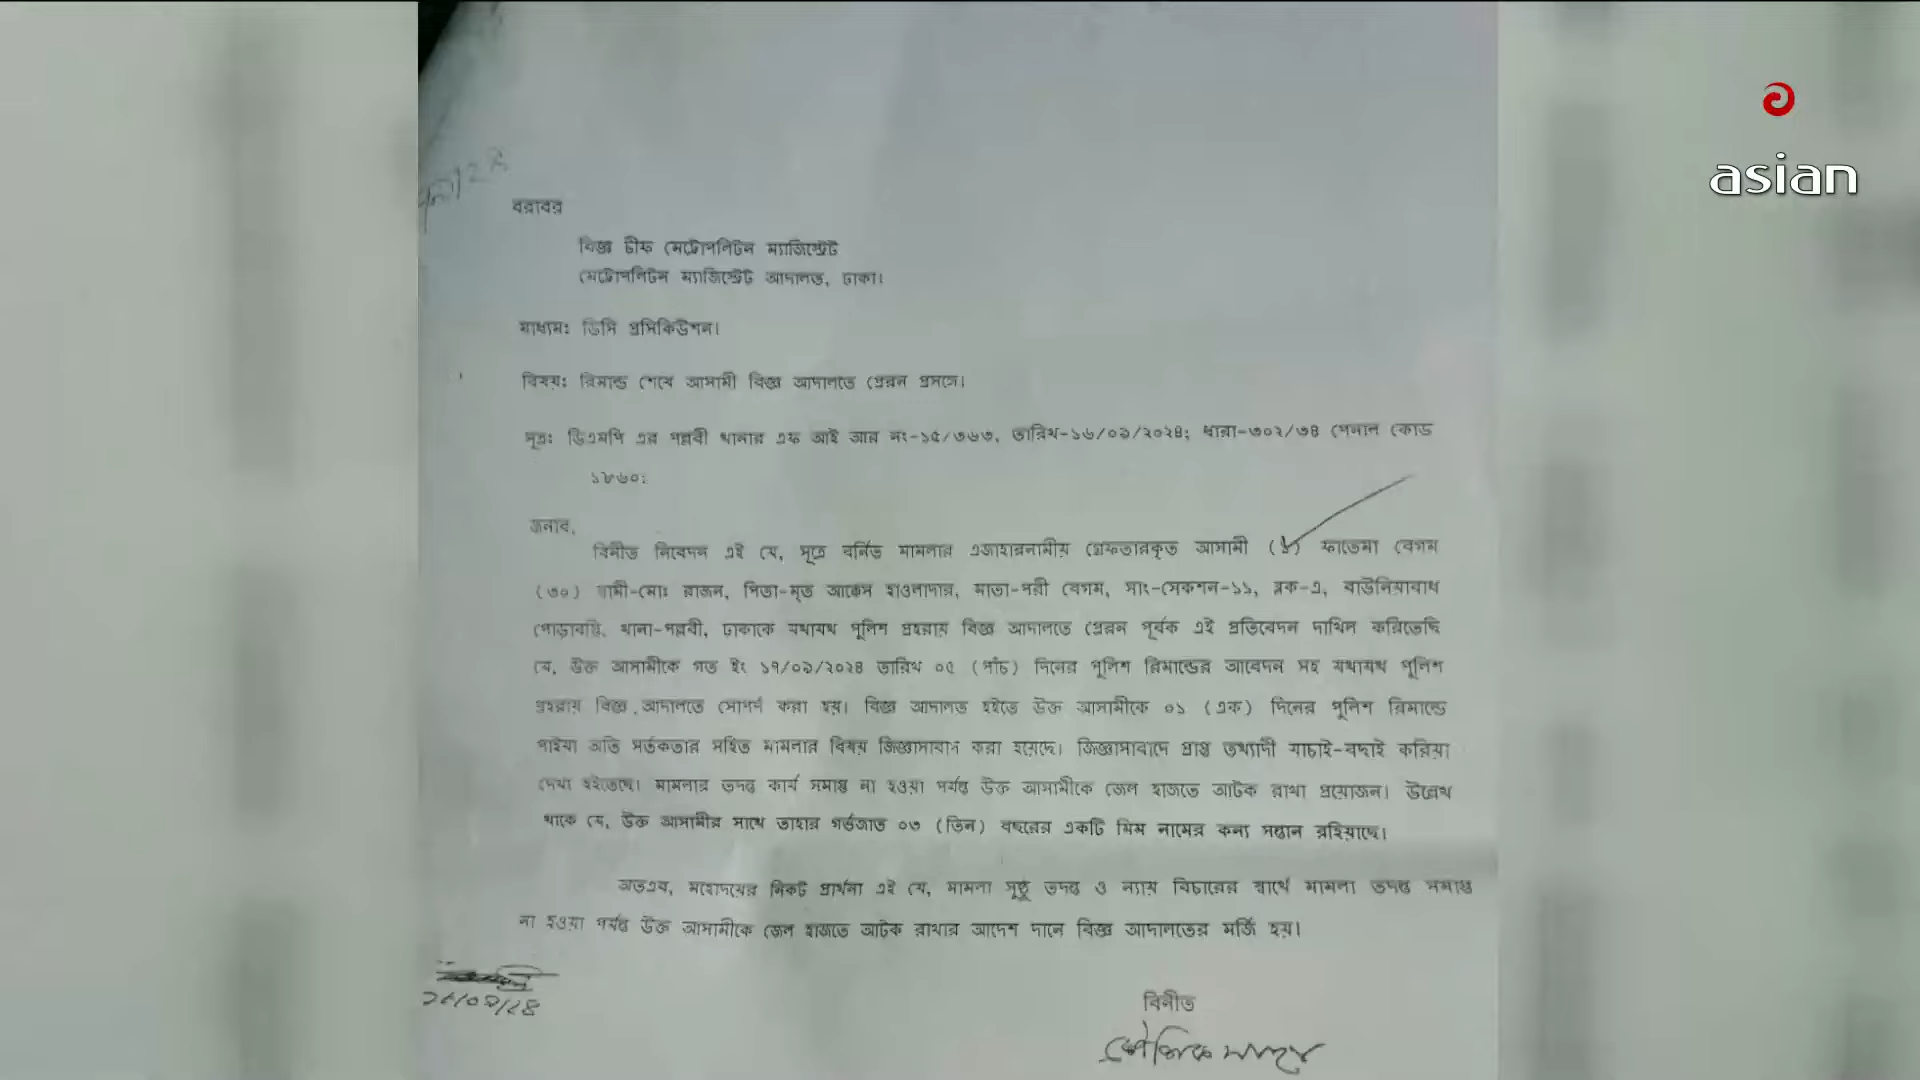 asian
বরাবর
বিজ্ঞ চীফ মেট্রোপলিটন ম্যাজিস্ট্রেট
মেট্রোপলিটন ম্যাজিস্ট্রেট আদালত, ঢাকা।
মাধ্যমঃ ডিসি প্রসিকিউশন।
বিষয়ঃ রিমান্ড শেষে আসামী বিজ্ঞ আদালতে প্রেরন প্রসঙ্গে।
সূত্রঃ ডিএমপি এর পল্লবী থানার এফ আই আর নং-১৫/৩৬৩, তারিখ-১৬/০৯/২০২৪; ধারা-৩০২/৩৪ পেনাল কোড
১৮৬০;
জনাব,
বিনীত নিবেদন এই যে, সূত্রে বর্নিত মামলার এজাহারনামীয় গ্রেফতারকৃত আসামী (১) ফাতেমা বেগম
(৩০) স্বামী-মোঃ রাজন, পিতা-মৃত আক্কেস হাওলাদার, মাতা-পরী বেগম, সাং-সেকশন-১১, ব্লক-এ, বাউনিয়াবাধ
পোড়াবস্তি, থানা-পল্লবী, ঢাকাকে যথাযথ পুলিশ প্রহরায় বিজ্ঞ আদালতে প্রেরন পূর্বক এই প্রতিবেদন দাখিল করিতেছি
যে, উক্ত আসামীকে গত ইং ১৭/০৯/২০২৪ তারিখ ০৫ (পাঁচ) দিনের পুলিশ রিমান্ডের আবেদন সহ যথাযথ পুলিশ
প্রহরায় বিজ্ঞ আদালতে সোপর্দ করা হয়। বিজ্ঞ আদালত হইতে উক্ত আসামীকে ০১ (এক) দিনের পুলিশ রিমান্ডে
পাইয়া অতি সর্তকতার সহিত মামলার বিষয় জিজ্ঞাসাবাদ করা হয়েছে। জিজ্ঞাসাবাদে প্রাপ্ত তথ্যাদী যাচাই-বদাই করিয়া
দেখা হইতেছে। মামলার তদন্ত কার্য সমাপ্ত না হওয়া পর্যন্ত উক্ত আসামীকে জেল হাজতে আটক রাখা প্রয়োজন। উল্লেখ
থাকে যে, উক্ত আসামীর সাথে তাহার গর্ভজাত ০৩ (তিন) বছরের একটি মিম নামের কন্য সন্তান রহিয়াছে।
অতএব, মহোদয়ের নিকট প্রার্থনা এই যে, মামলা সুষ্ঠু তদন্ত ও ন্যায় বিচারের স্বার্থে মামলা তদন্ত সমাপ্ত
না হওয়া পর্যন্ত উক্ত আসামীকে জেল হাজতে আটক রাখার আদেশ দানে বিজ্ঞ আদালতের মর্জি হয়।
বিনীত